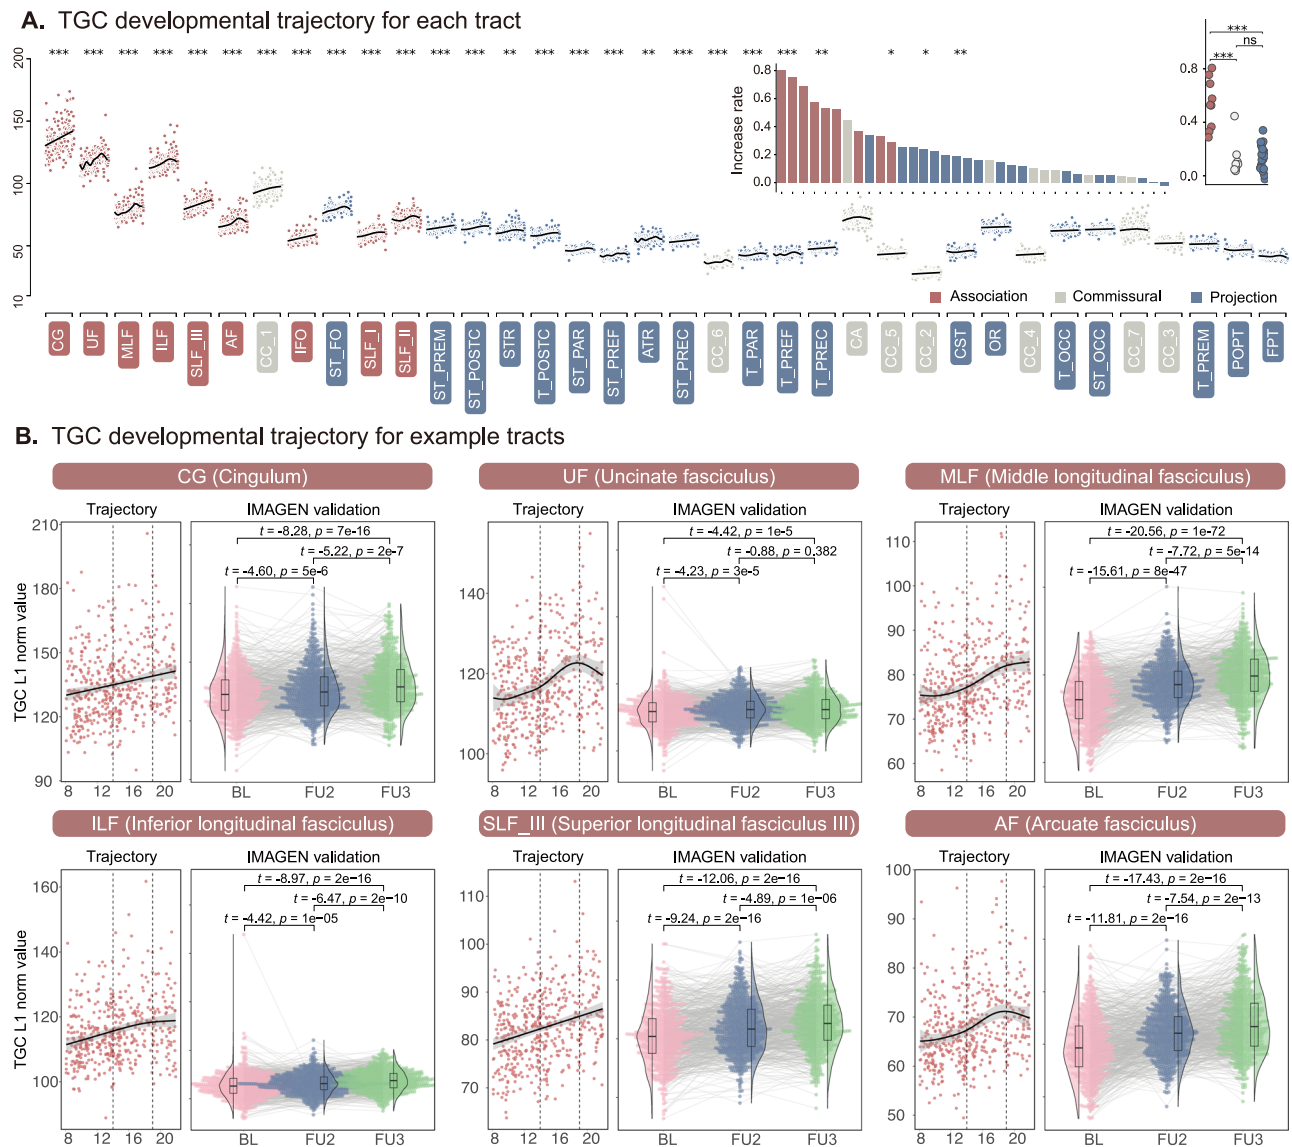 A. TGC developmental trajectory for each tract
*** *** *** *** *** *** *** *** *** *** *** *** *** ** *** *** *** ** *** *** *** *** ** * * **
200
150
100
50
10
Increase rate
0.8
0.6
0.4
0.2
0.0
***
*** ns
0.8
0.4
0.0
Association Commissural Projection
CG UF MLF ILF SLF_III AF CC_1 IFO ST_FO SLF_I SLF_II ST_PREM ST_POSTC STR T_POSTC ST_PAR ST_PREF ATR ST_PREC CC_6 T_PAR T_PREF T_PREC CA CC_5 CC_2 CST OR CC_4 T_OCC ST_OCC CC_7 CC_3 T_PREM POPT FPT
B. TGC developmental trajectory for example tracts
CG (Cingulum)
Trajectory IMAGEN validation
TGC L1 norm value
210
180
150
120
90
t = -8.28, p = 7e-16
t = -5.22, p = 2e-7
t = -4.60, p = 5e-6
8 12 16 20 BL FU2 FU3
UF (Uncinate fasciculus)
Trajectory IMAGEN validation
140
120
100
t = -4.42, p = 1e-5
t = -0.88, p = 0.382
t = -4.23, p = 3e-5
8 12 16 20 BL FU2 FU3
MLF (Middle longitudinal fasciculus)
Trajectory IMAGEN validation
110
100
90
80
70
60
t = -20.56, p = 1e-72
t = -7.72, p = 5e-14
t = -15.61, p = 8e-47
8 12 16 20 BL FU2 FU3
ILF (Inferior longitudinal fasciculus)
Trajectory IMAGEN validation
TGC L1 norm value
160
140
120
100
t = -8.97, p = 2e−16
t = -6.47, p = 2e−10
t = -4.42, p = 1e−05
8 12 16 20 BL FU2 FU3
SLF_III (Superior longitudinal fasciculus III)
Trajectory IMAGEN validation
110
100
90
80
70
t = -12.06, p = 2e−16
t = -4.89, p = 1e−06
t = -9.24, p = 2e−16
8 12 16 20 BL FU2 FU3
AF (Arcuate fasciculus)
Trajectory IMAGEN validation
100
90
80
70
60
50
t = -17.43, p = 2e−16
t = -7.54, p = 2e−13
t = -11.81, p = 2e−16
8 12 16 20 BL FU2 FU3